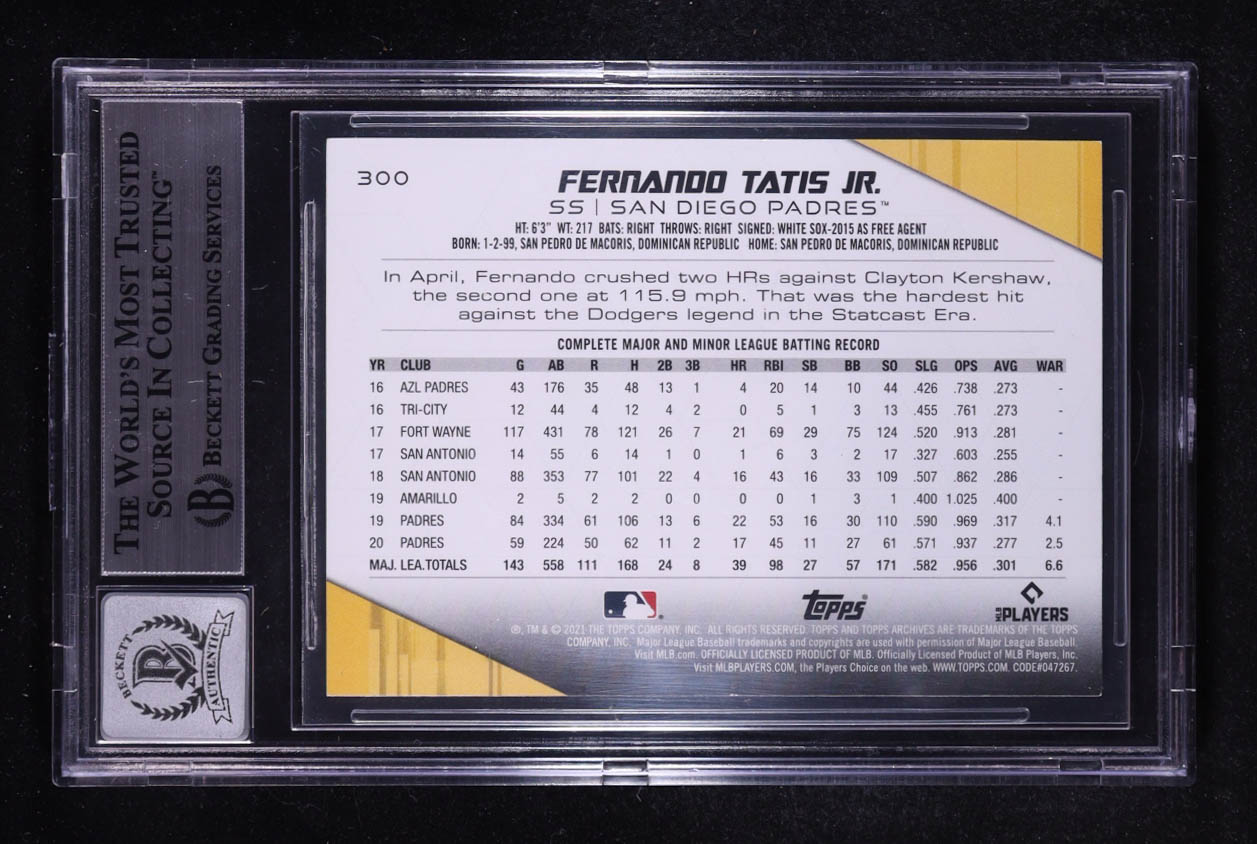 THE WORLD'S MOST TRUSTED
SOURCE IN COLLECTING™
BECKETT GRADING SERVICES
B
BECKETT
AUTHENTIC
300
FERNANDO TATIS JR.
SS | SAN DIEGO PADRES™
HT: 6'3" WT: 217 BATS: RIGHT THROWS: RIGHT SIGNED: WHITE SOX-2015 AS FREE AGENT
BORN: 1-2-99, SAN PEDRO DE MACORIS, DOMINICAN REPUBLIC HOME: SAN PEDRO DE MACORIS, DOMINICAN REPUBLIC
In April, Fernando crushed two HRs against Clayton Kershaw,
the second one at 115.9 mph. That was the hardest hit
against the Dodgers legend in the Statcast Era.
COMPLETE MAJOR AND MINOR LEAGUE BATTING RECORD
YR CLUB G AB R H 2B 3B HR RBI SB BB SO SLG OPS AVG WAR
16 AZL PADRES 43 176 35 48 13 1 4 20 14 10 44 .426 .738 .273 -
16 TRI-CITY 12 44 4 12 4 2 0 5 1 3 13 .455 .761 .273 -
17 FORT WAYNE 117 431 78 121 26 7 21 69 29 75 124 .520 .913 .281 -
17 SAN ANTONIO 14 55 6 14 1 0 1 6 3 2 17 .327 .603 .255 -
18 SAN ANTONIO 88 353 77 101 22 4 16 43 16 33 109 .507 .862 .286 -
19 AMARILLO 2 5 2 2 0 0 0 0 1 3 1 .400 1.025 .400 -
19 PADRES 84 334 61 106 13 6 22 53 16 30 110 .590 .969 .317 4.1
20 PADRES 59 224 50 62 11 2 17 45 11 27 61 .571 .937 .277 2.5
MAJ. LEA.TOTALS 143 558 111 168 24 8 39 98 27 57 171 .582 .956 .301 6.6
topps®
MLB PLAYERS
®, TM & © 2021 THE TOPPS COMPANY, INC. ALL RIGHTS RESERVED. TOPPS AND TOPPS ARCHIVES ARE TRADEMARKS OF THE TOPPS
COMPANY, INC. Major League Baseball trademarks and copyrights are used with permission of Major League Baseball.
Visit MLB.com. OFFICIALLY LICENSED PRODUCT OF MLB. Officially Licensed Product of MLB Players, Inc.
Visit MLBPLAYERS.COM, the Players Choice on the web. WWW.TOPPS.COM. CODE#047267.